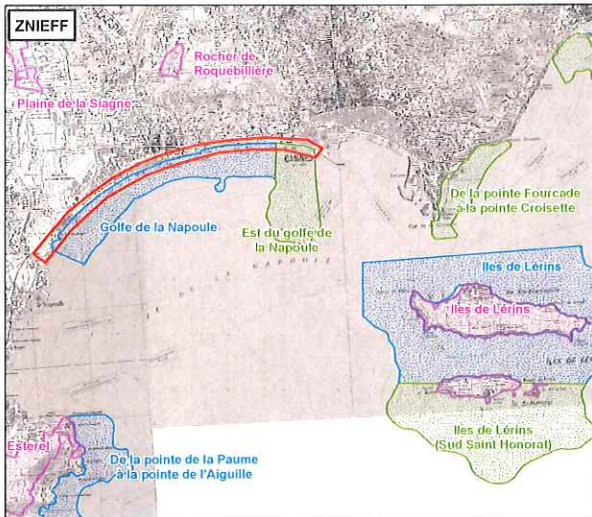 ZNIEFF
Rocher de
Roquebillière
Plaine de la Siagne
CANNES
De la pointe Fourcade
à la pointe Croisette
Golfe de la Napoule
Est du golfe de
la Napoule
Iles de Lérins
Iles de Lérins
Iles de Lérins
(Sud Saint Honorat)
Esterel
De la pointe de la Paume
à la pointe de l'Aiguille